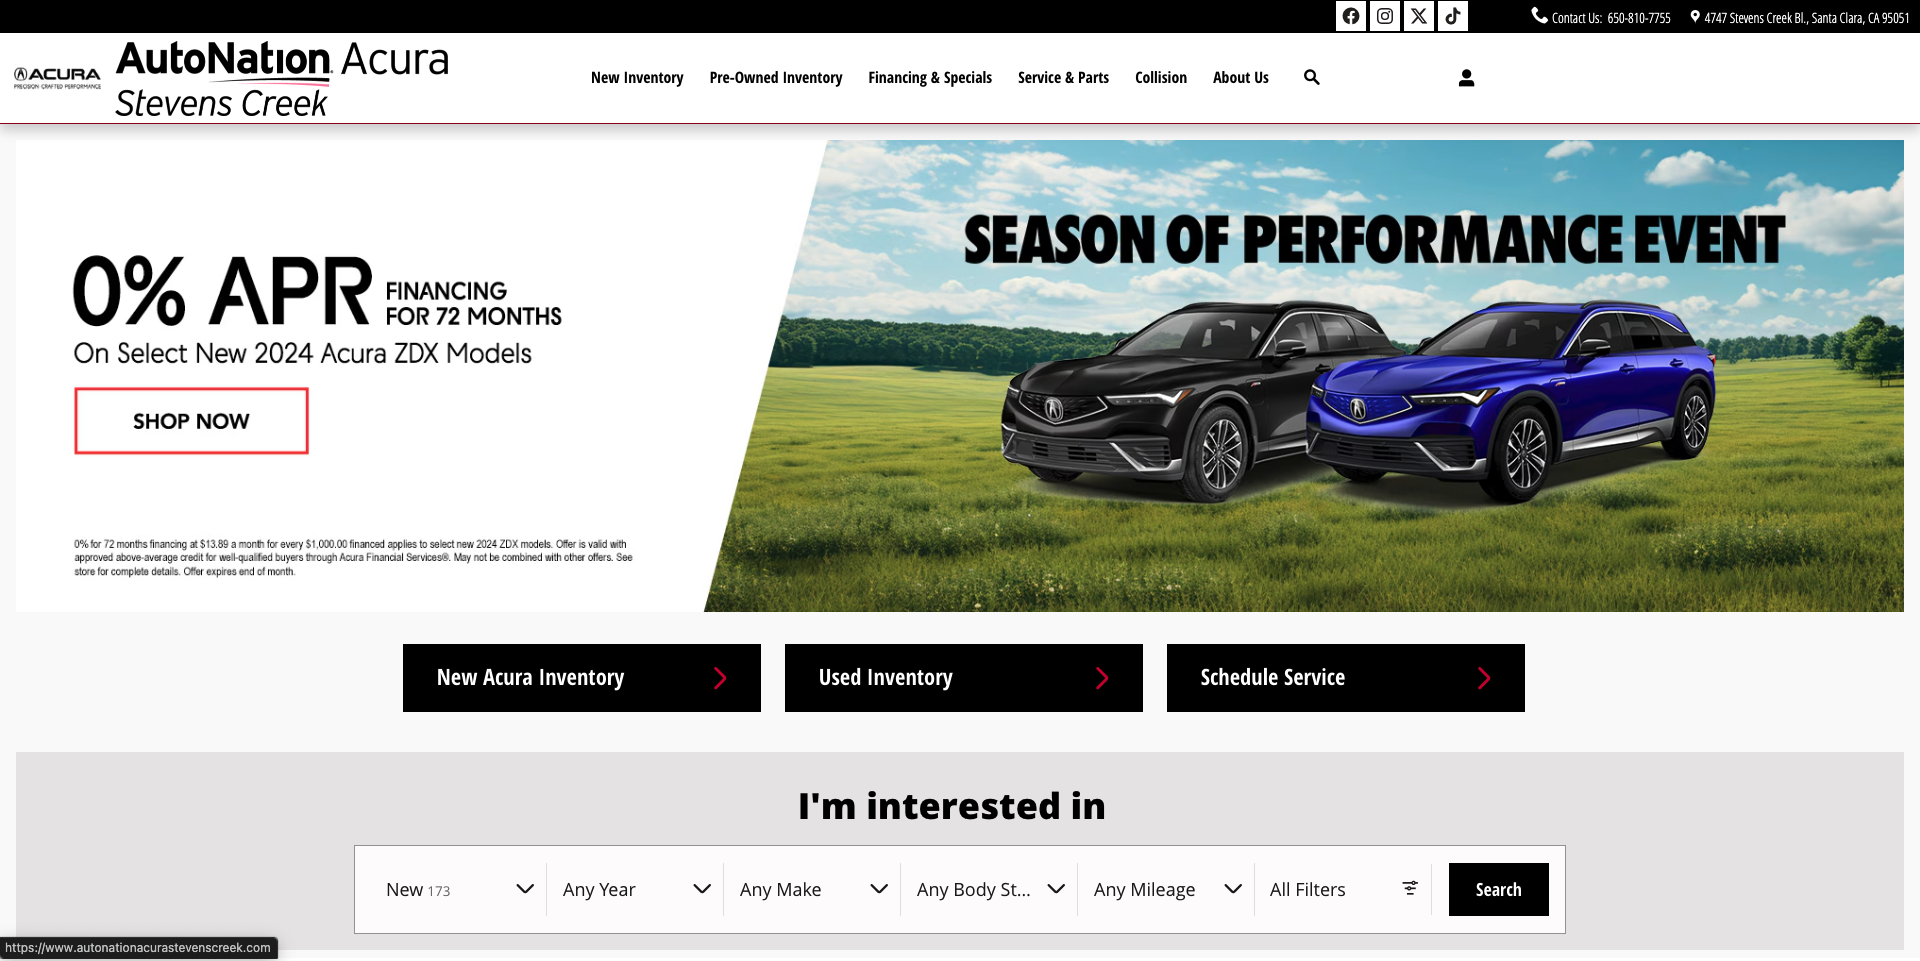 Contact Us: 650-810-7755
4747 Stevens Creek Bl., Santa Clara, CA 95051
ACURA
PRECISION CRAFTED PERFORMANCE
AutoNation Acura
Stevens Creek
New Inventory
Pre-Owned Inventory
Financing & Specials
Service & Parts
Collision
About Us
0% APR FINANCING
FOR 72 MONTHS
On Select New 2024 Acura ZDX Models
SHOP NOW
0% for 72 months financing at $13.89 a month for every $1,000.00 financed applies to select new 2024 ZDX models. Offer is valid with
approved above-average credit for well-qualified buyers through Acura Financial Services®. May not be combined with other offers. See
store for complete details. Offer expires end of month.
SEASON OF PERFORMANCE EVENT
New Acura Inventory
Used Inventory
Schedule Service
I'm interested in
New 173
Any Year
Any Make
Any Body St...
Any Mileage
All Filters
Search
https://www.autonationacurastevenscreek.com